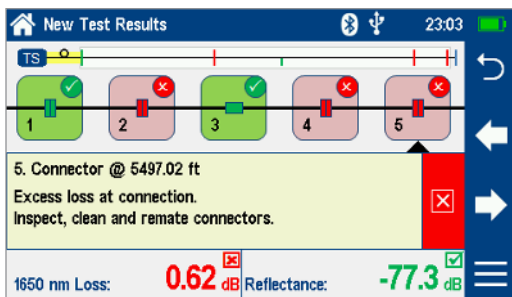 New Test Results 23:03
TS
1 2 3 4 5
5. Connector @ 5497.02 ft
Excess loss at connection.
Inspect, clean and remate connectors.
1650 nm Loss: 0.62 dB Reflectance: -77.3 dB